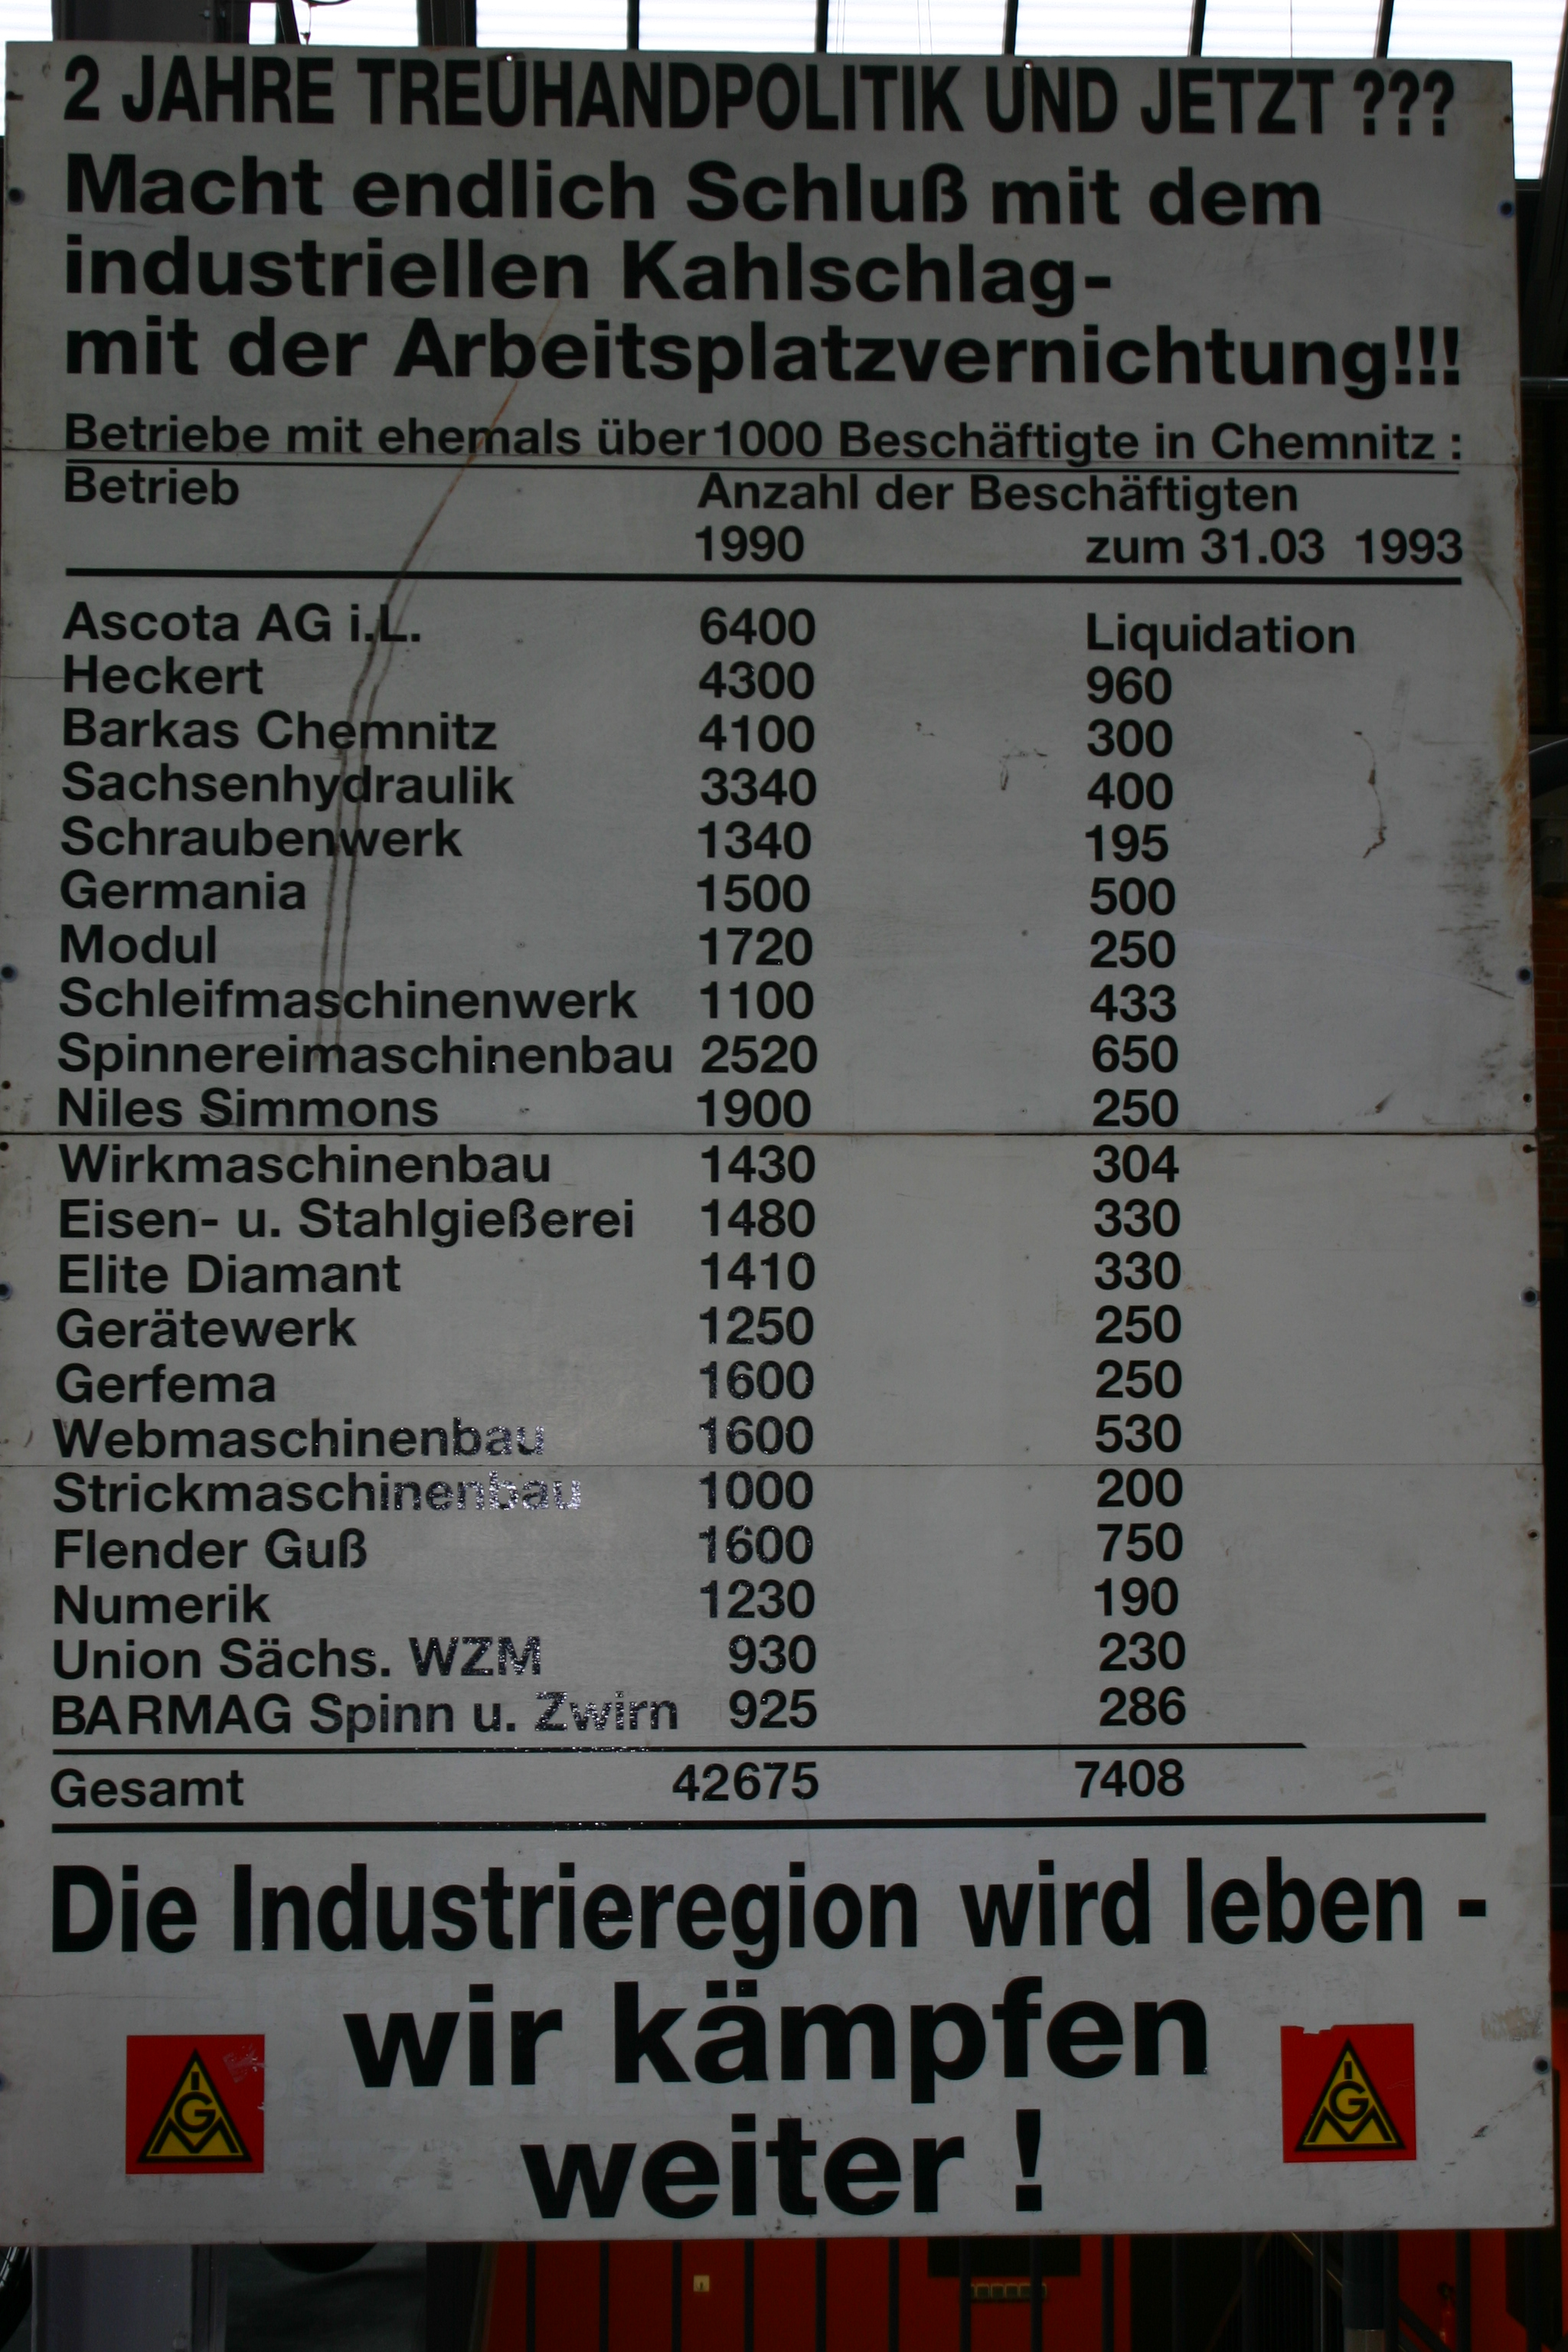 2 JAHRE TREUHANDPOLITIK UND JETZT ???
Macht endlich Schluß mit dem
industriellen Kahlschlag-
mit der Arbeitsplatzvernichtung!!!
Betriebe mit ehemals über 1000 Beschäftigte in Chemnitz :
Betrieb Anzahl der Beschäftigten
1990 zum 31.03 1993
Ascota AG i.L. 6400 Liquidation
Heckert 4300 960
Barkas Chemnitz 4100 300
Sachsenhydraulik 3340 400
Schraubenwerk 1340 195
Germania 1500 500
Modul 1720 250
Schleifmaschinenwerk 1100 433
Spinnereimaschinenbau 2520 650
Niles Simmons 1900 250
Wirkmaschinenbau 1430 304
Eisen- u. Stahlgießerei 1480 330
Elite Diamant 1410 330
Gerätewerk 1250 250
Gerfema 1600 250
Webmaschinenbau 1600 530
Strickmaschinenbau 1000 200
Flender Guß 1600 750
Numerik 1230 190
Union Sächs. WZM 930 230
BARMAG Spinn u. Zwirn 925 286
Gesamt 42675 7408
Die Industrieregion wird leben -
wir kämpfen
weiter !
IGM
IGM